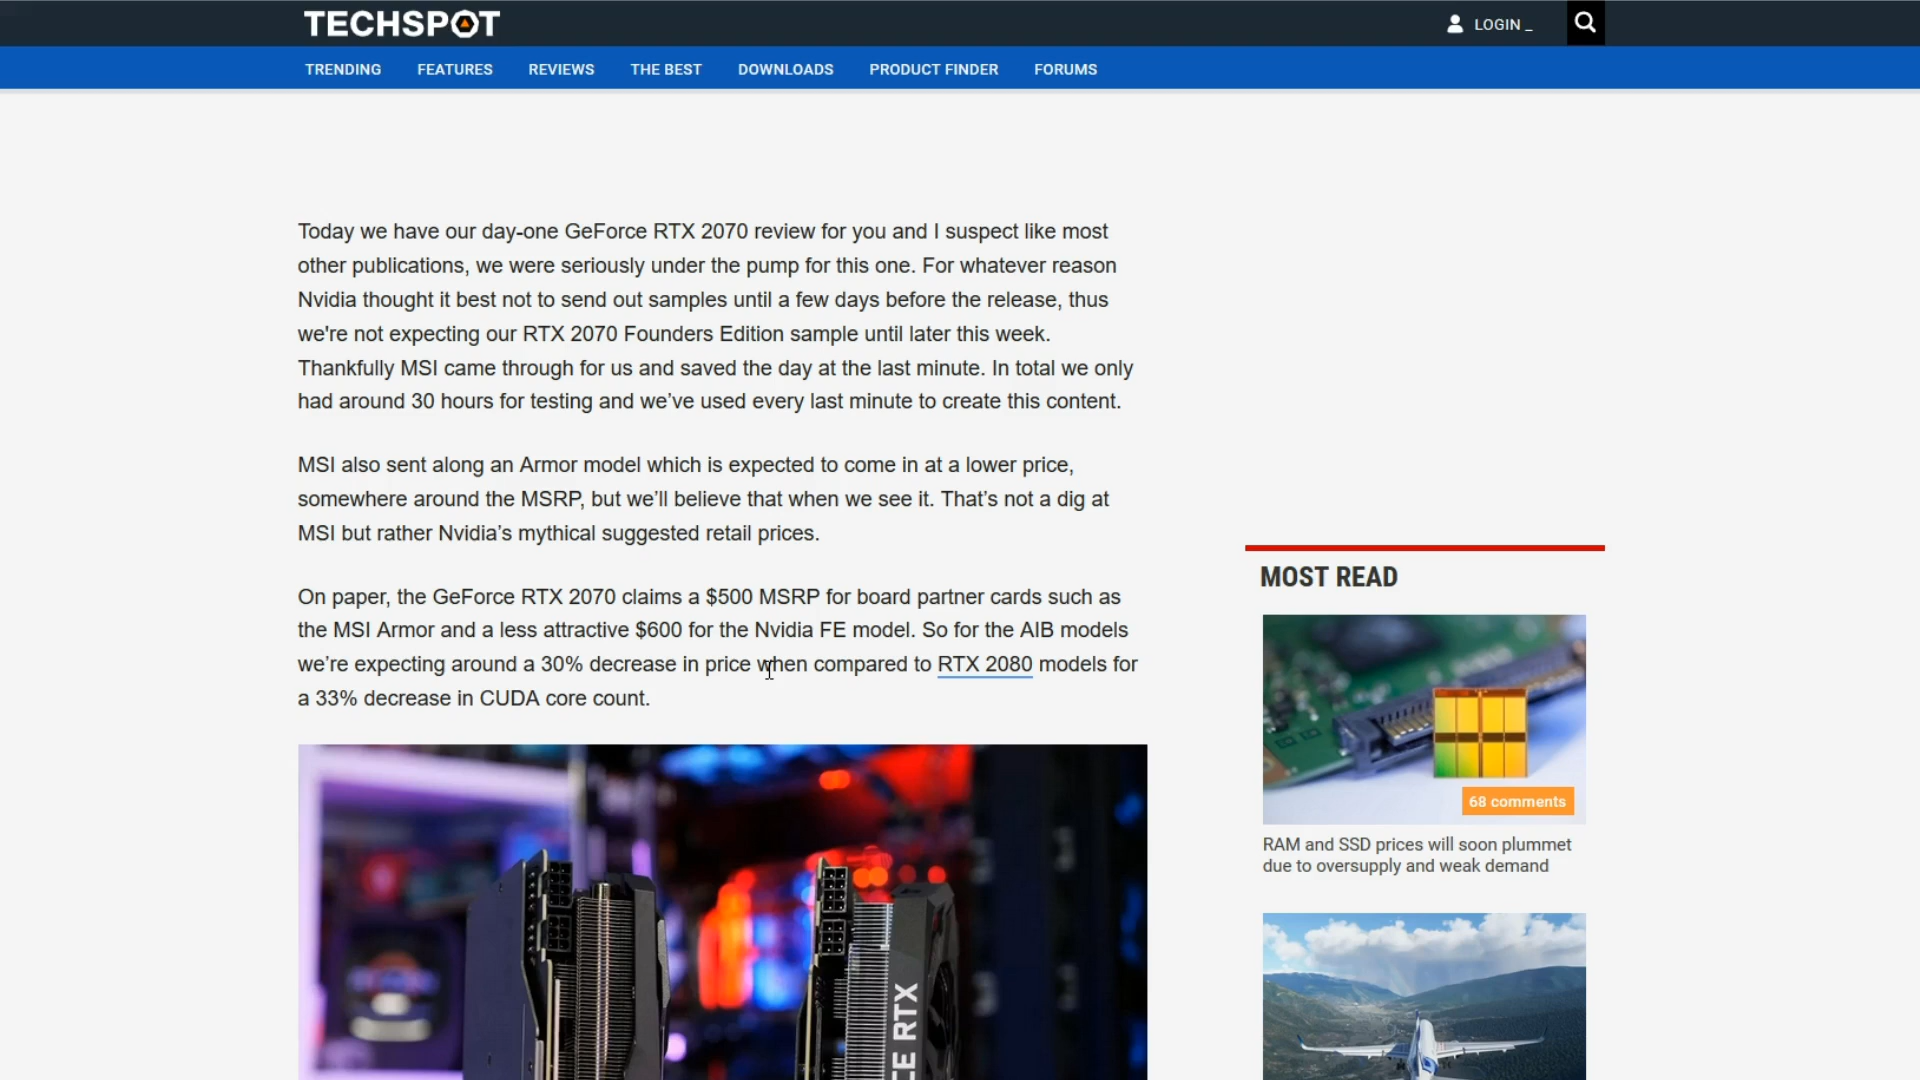 TECHSPOT
LOGIN _
TRENDING
FEATURES
REVIEWS
THE BEST
DOWNLOADS
PRODUCT FINDER
FORUMS
Today we have our day-one GeForce RTX 2070 review for you and I suspect like most
other publications, we were seriously under the pump for this one. For whatever reason
Nvidia thought it best not to send out samples until a few days before the release, thus
we're not expecting our RTX 2070 Founders Edition sample until later this week.
Thankfully MSI came through for us and saved the day at the last minute. In total we only
had around 30 hours for testing and we’ve used every last minute to create this content.
MSI also sent along an Armor model which is expected to come in at a lower price,
somewhere around the MSRP, but we’ll believe that when we see it. That’s not a dig at
MSI but rather Nvidia’s mythical suggested retail prices.
On paper, the GeForce RTX 2070 claims a $500 MSRP for board partner cards such as
the MSI Armor and a less attractive $600 for the Nvidia FE model. So for the AIB models
we’re expecting around a 30% decrease in price when compared to RTX 2080 models for
a 33% decrease in CUDA core count.
CE RTX
MOST READ
68 comments
RAM and SSD prices will soon plummet
due to oversupply and weak demand